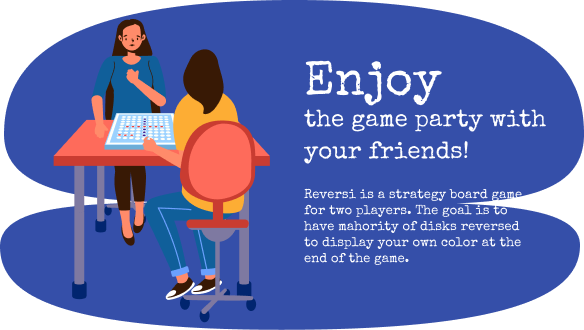 Enjoy
the game party with
your friends!
Reversi is a strategy board game
for two players. The goal is to
have mahority of disks reversed
to display your own color at the
end of the game.